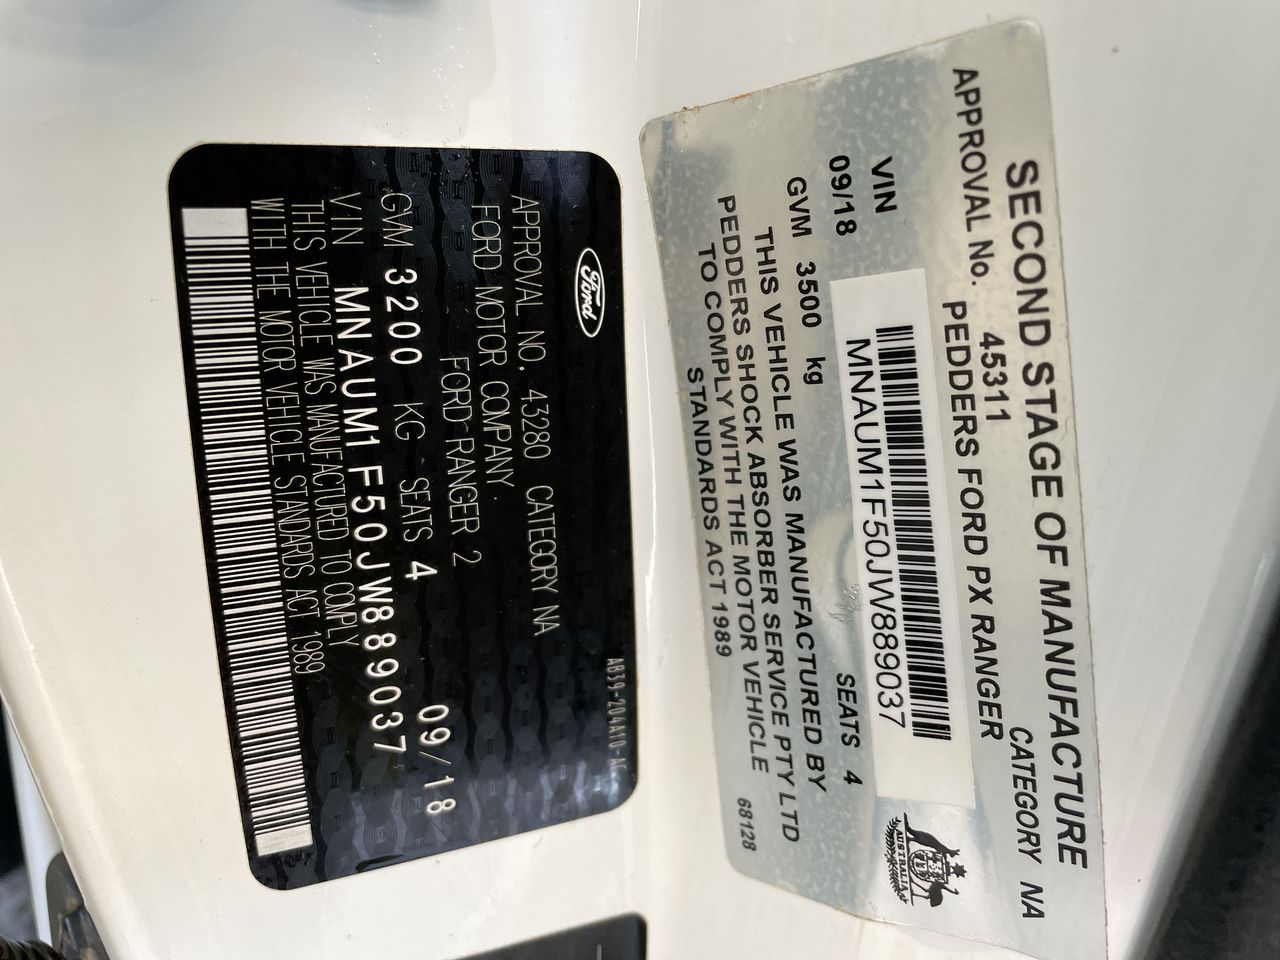 Ford
AB39-204A10-A
APPROVAL NO. 43280 CATEGORY NA
FORD MOTOR COMPANY.
FORD RANGER 2
09/18
GVM 3200 KG SEATS 4
VIN MNAUM1F50JW889037
THIS VEHICLE WAS MANUFACTURED TO COMPLY
WITH THE MOTOR VEHICLE STANDARDS ACT 1989
SECOND STAGE OF MANUFACTURE
APPROVAL No. 45311 CATEGORY NA
PEDDERS FORD PX RANGER
VIN
MNAUM1F50JW889037
AUSTRALIA
09/18
SEATS 4
GVM 3500 kg
THIS VEHICLE WAS MANUFACTURED BY
PEDDERS SHOCK ABSORBER SERVICE PTY LTD
TO COMPLY WITH THE MOTOR VEHICLE
STANDARDS ACT 1989
68128